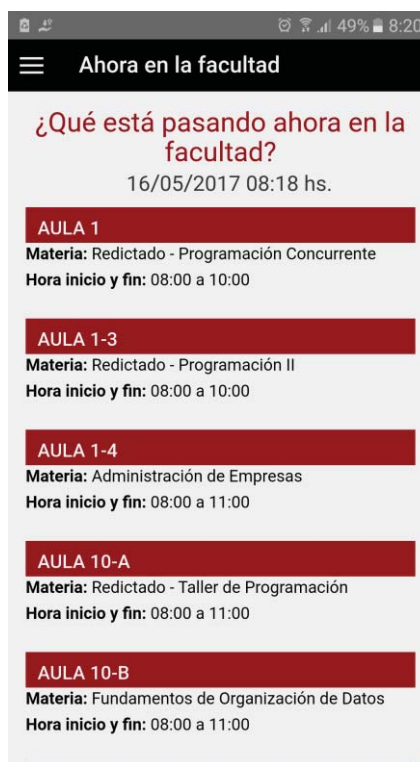 49% 8:20
Ahora en la facultad
¿Qué está pasando ahora en la
facultad?
16/05/2017 08:18 hs.
AULA 1
Materia: Redictado - Programación Concurrente
Hora inicio y fin: 08:00 a 10:00
AULA 1-3
Materia: Redictado - Programación II
Hora inicio y fin: 08:00 a 10:00
AULA 1-4
Materia: Administración de Empresas
Hora inicio y fin: 08:00 a 11:00
AULA 10-A
Materia: Redictado - Taller de Programación
Hora inicio y fin: 08:00 a 11:00
AULA 10-B
Materia: Fundamentos de Organización de Datos
Hora inicio y fin: 08:00 a 11:00